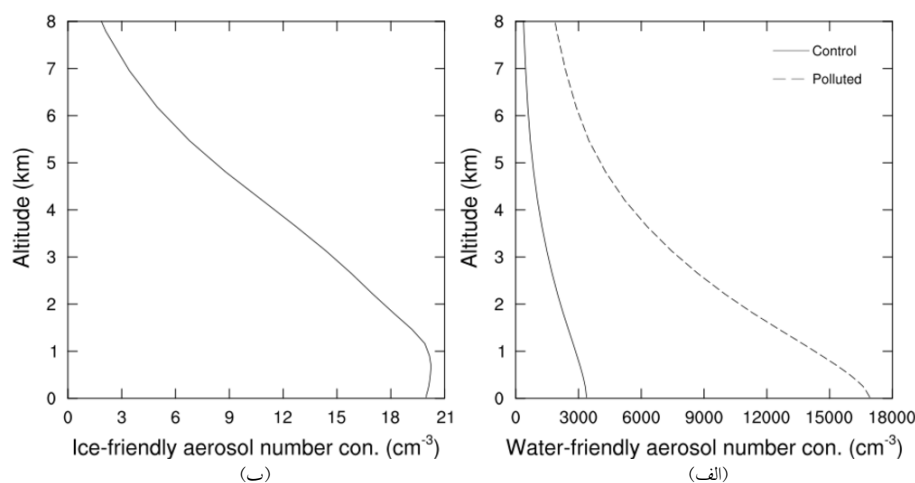 8
7
6
5
4
3
2
1
0
Altitude (km)
0 3 6 9 12 15 18 21
Ice-friendly aerosol number con. (cm-3)
(ب)
8
7
6
5
4
3
2
1
0
Altitude (km)
Control
Polluted
0 3000 6000 9000 12000 15000 18000
Water-friendly aerosol number con. (cm-3)
(الف)